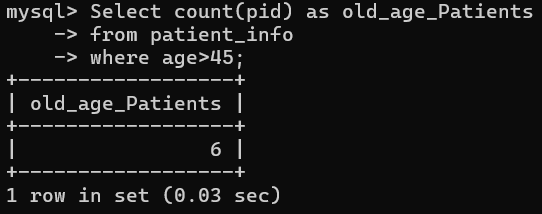 mysql> Select count(pid) as old_age_Patients
    -> from patient_info
    -> where age>45;
+------------------+
| old_age_Patients |
+------------------+
|                6 |
+------------------+
1 row in set (0.03 sec)